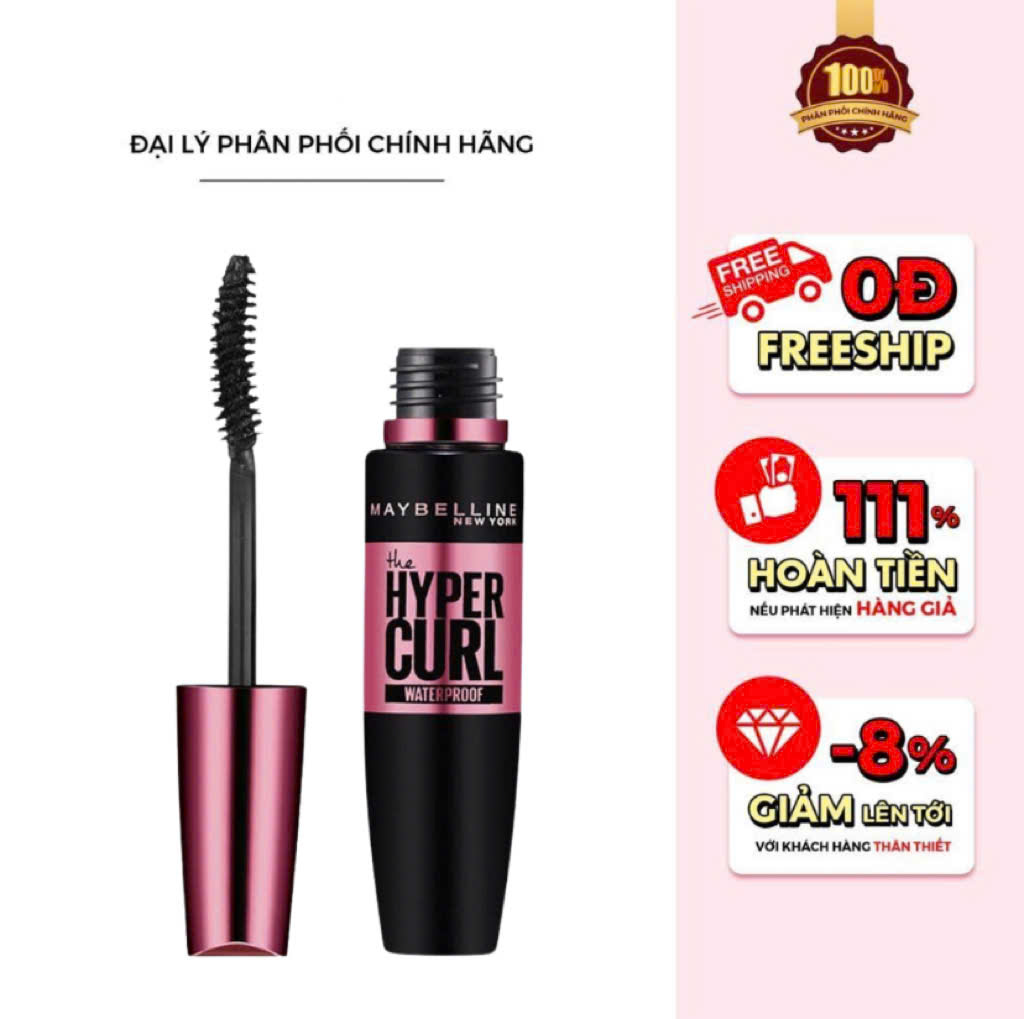 ĐẠI LÝ PHÂN PHỐI CHÍNH HÃNG
MAYBELLINE
NEW YORK
the
HYPER
CURL
WATERPROOF
100%
PHÂN PHỐI CHÍNH HÃNG
FREE
SHIPPING
0Đ
FREESHIP
111%
HOÀN TIỀN
NẾU PHÁT HIỆN HÀNG GIẢ
-8%
GIẢM LÊN TỚI
VỚI KHÁCH HÀNG THÂN THIẾT